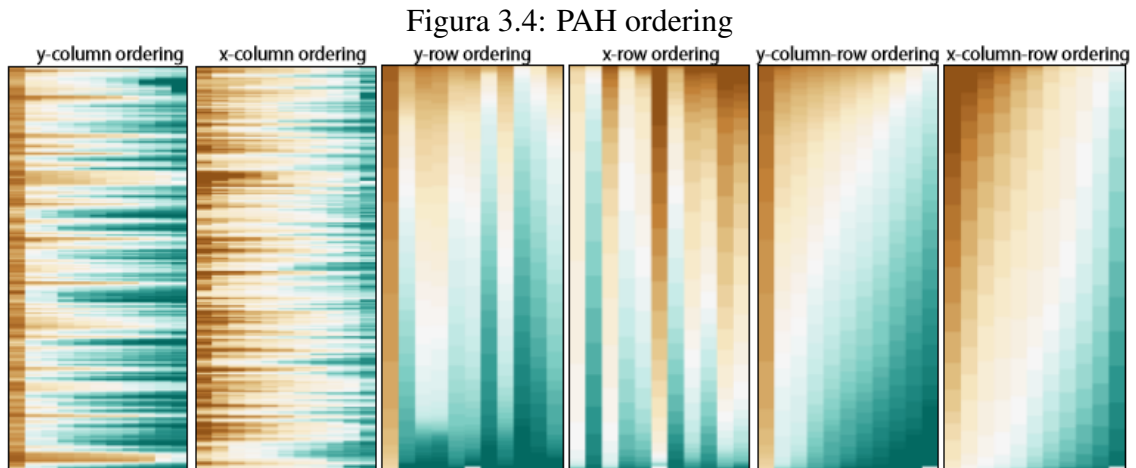 Figura 3.4: PAH ordering
y-column ordering x-column ordering y-row ordering x-row ordering y-column-row ordering x-column-row ordering